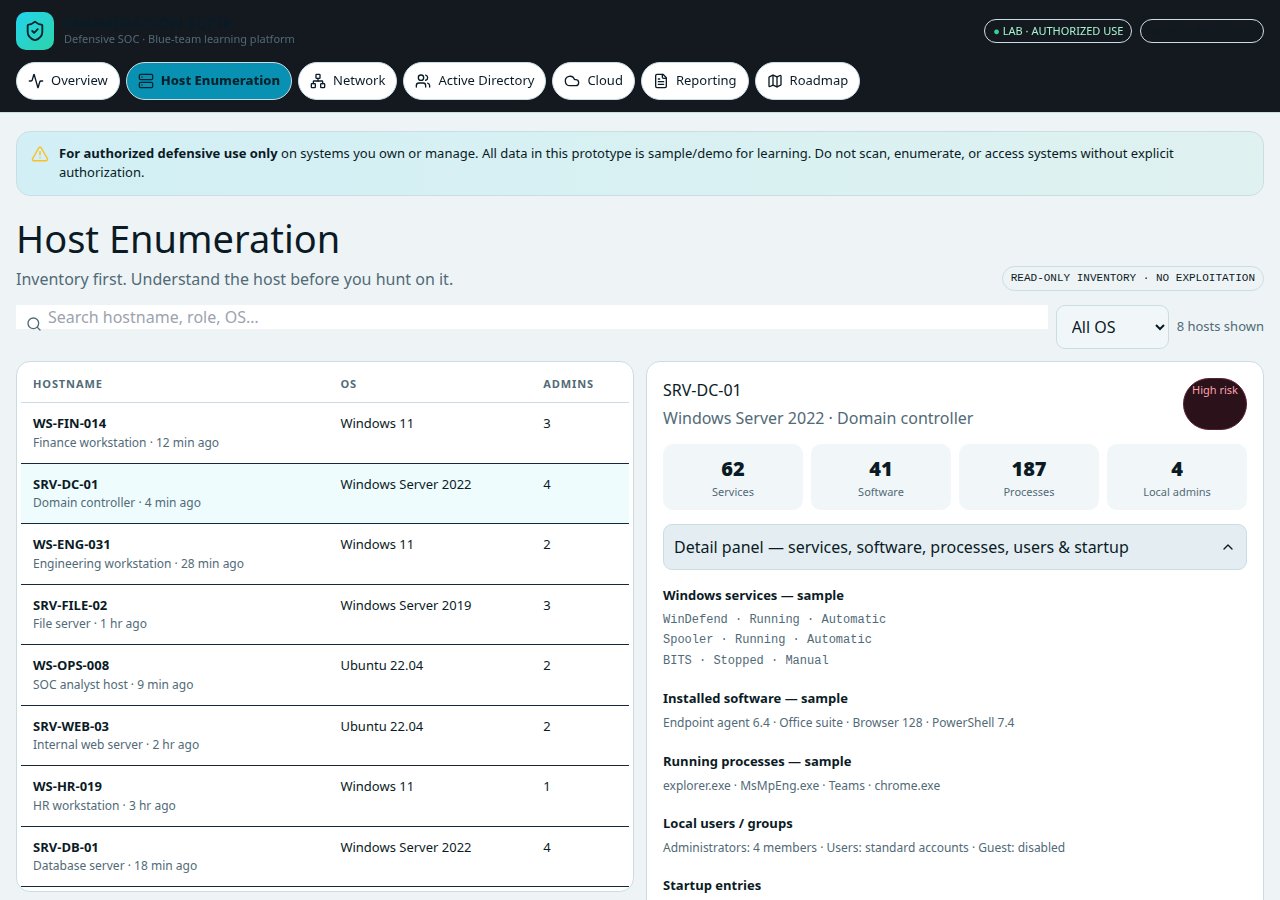 Defensive SOC · Blue-team learning platform
LAB · AUTHORIZED USE
Overview
Host Enumeration
Network
Active Directory
Cloud
Reporting
Roadmap
For authorized defensive use only on systems you own or manage. All data in this prototype is sample/demo for learning. Do not scan, enumerate, or access systems without explicit
authorization.
Host Enumeration
Inventory first. Understand the host before you hunt on it.
READ-ONLY INVENTORY · NO EXPLOITATION
Search hostname, role, OS...
All OS
8 hosts shown
HOSTNAME OS ADMINS
WS-FIN-014 Windows 11 3
Finance workstation · 12 min ago
SRV-DC-01 Windows Server 2022 4
Domain controller · 4 min ago
WS-ENG-031 Windows 11 2
Engineering workstation · 28 min ago
SRV-FILE-02 Windows Server 2019 3
File server · 1 hr ago
WS-OPS-008 Ubuntu 22.04 2
SOC analyst host · 9 min ago
SRV-WEB-03 Ubuntu 22.04 2
Internal web server · 2 hr ago
WS-HR-019 Windows 11 1
HR workstation · 3 hr ago
SRV-DB-01 Windows Server 2022 4
Database server · 18 min ago
SRV-DC-01
High risk
Windows Server 2022 · Domain controller
62 41 187 4
Services Software Processes Local admins
Detail panel — services, software, processes, users & startup
Windows services — sample
WinDefend · Running · Automatic
Spooler · Running · Automatic
BITS · Stopped · Manual
Installed software — sample
Endpoint agent 6.4 · Office suite · Browser 128 · PowerShell 7.4
Running processes — sample
explorer.exe · MsMpEng.exe · Teams · chrome.exe
Local users / groups
Administrators: 4 members · Users: standard accounts · Guest: disabled
Startup entries